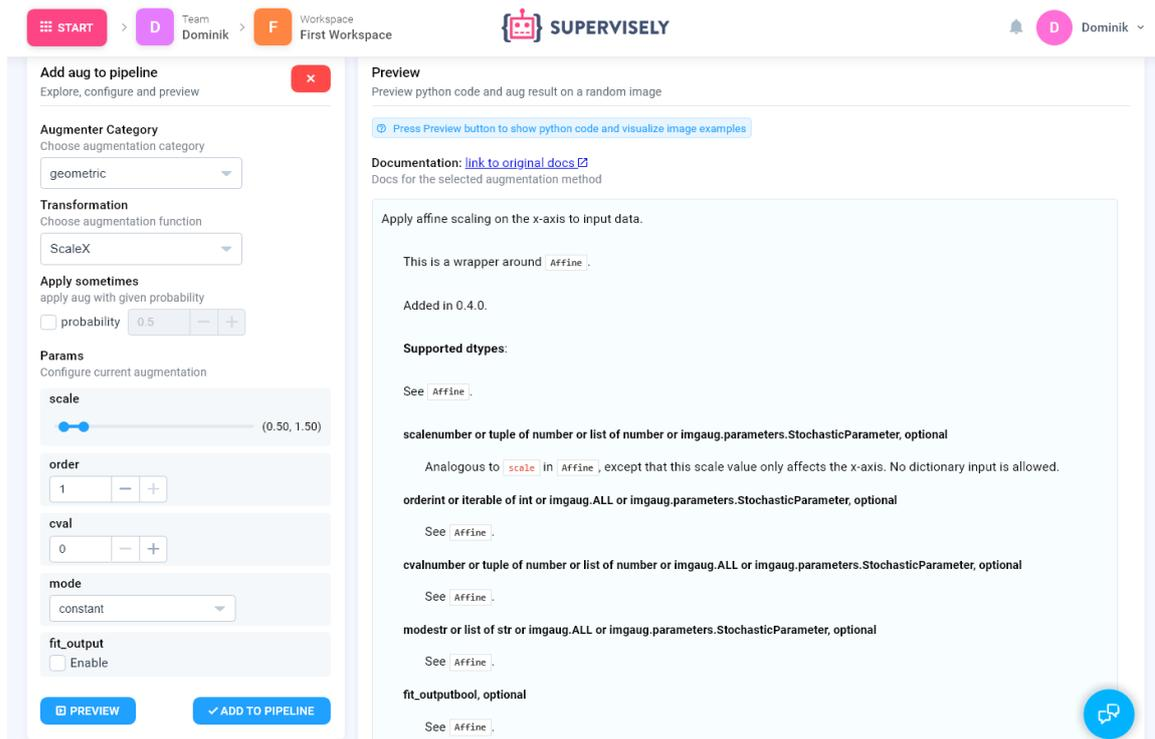 START
D
Team
Dominik
F
Workspace
First Workspace
SUPERVISELY
D
Dominik
Add aug to pipeline
Explore, configure and preview
Augmenter Category
Choose augmentation category
geometric
Transformation
Choose augmentation function
ScaleX
Apply sometimes
apply aug with given probability
probability 0.5
Params
Configure current augmentation
scale
(0.50, 1.50)
order
1
cval
0
mode
constant
fit_output
Enable
PREVIEW
ADD TO PIPELINE
Preview
Preview python code and aug result on a random image
Press Preview button to show python code and visualize image examples
Documentation: link to original docs
Docs for the selected augmentation method
Apply affine scaling on the x-axis to input data.
This is a wrapper around Affine.
Added in 0.4.0.
Supported dtypes:
See Affine.
scalenumber or tuple of number or list of number or imgaug.parameters.StochasticParameter, optional
Analogous to scale in Affine, except that this scale value only affects the x-axis. No dictionary input is allowed.
orderint or iterable of int or imgaug.ALL or imgaug.parameters.StochasticParameter, optional
See Affine.
cvalnumber or tuple of number or list of number or imgaug.ALL or imgaug.parameters.StochasticParameter, optional
See Affine.
modestr or list of str or imgaug.ALL or imgaug.parameters.StochasticParameter, optional
See Affine.
fit_outputbool, optional
See Affine.